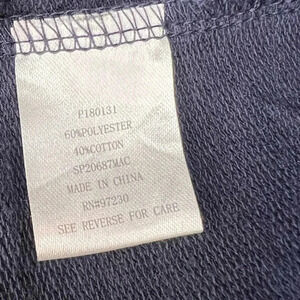 P180131
60%POLYESTER
40%COTTON
SP20687MAC
MADE IN CHINA
RN#97230
SEE REVERSE FOR CARE